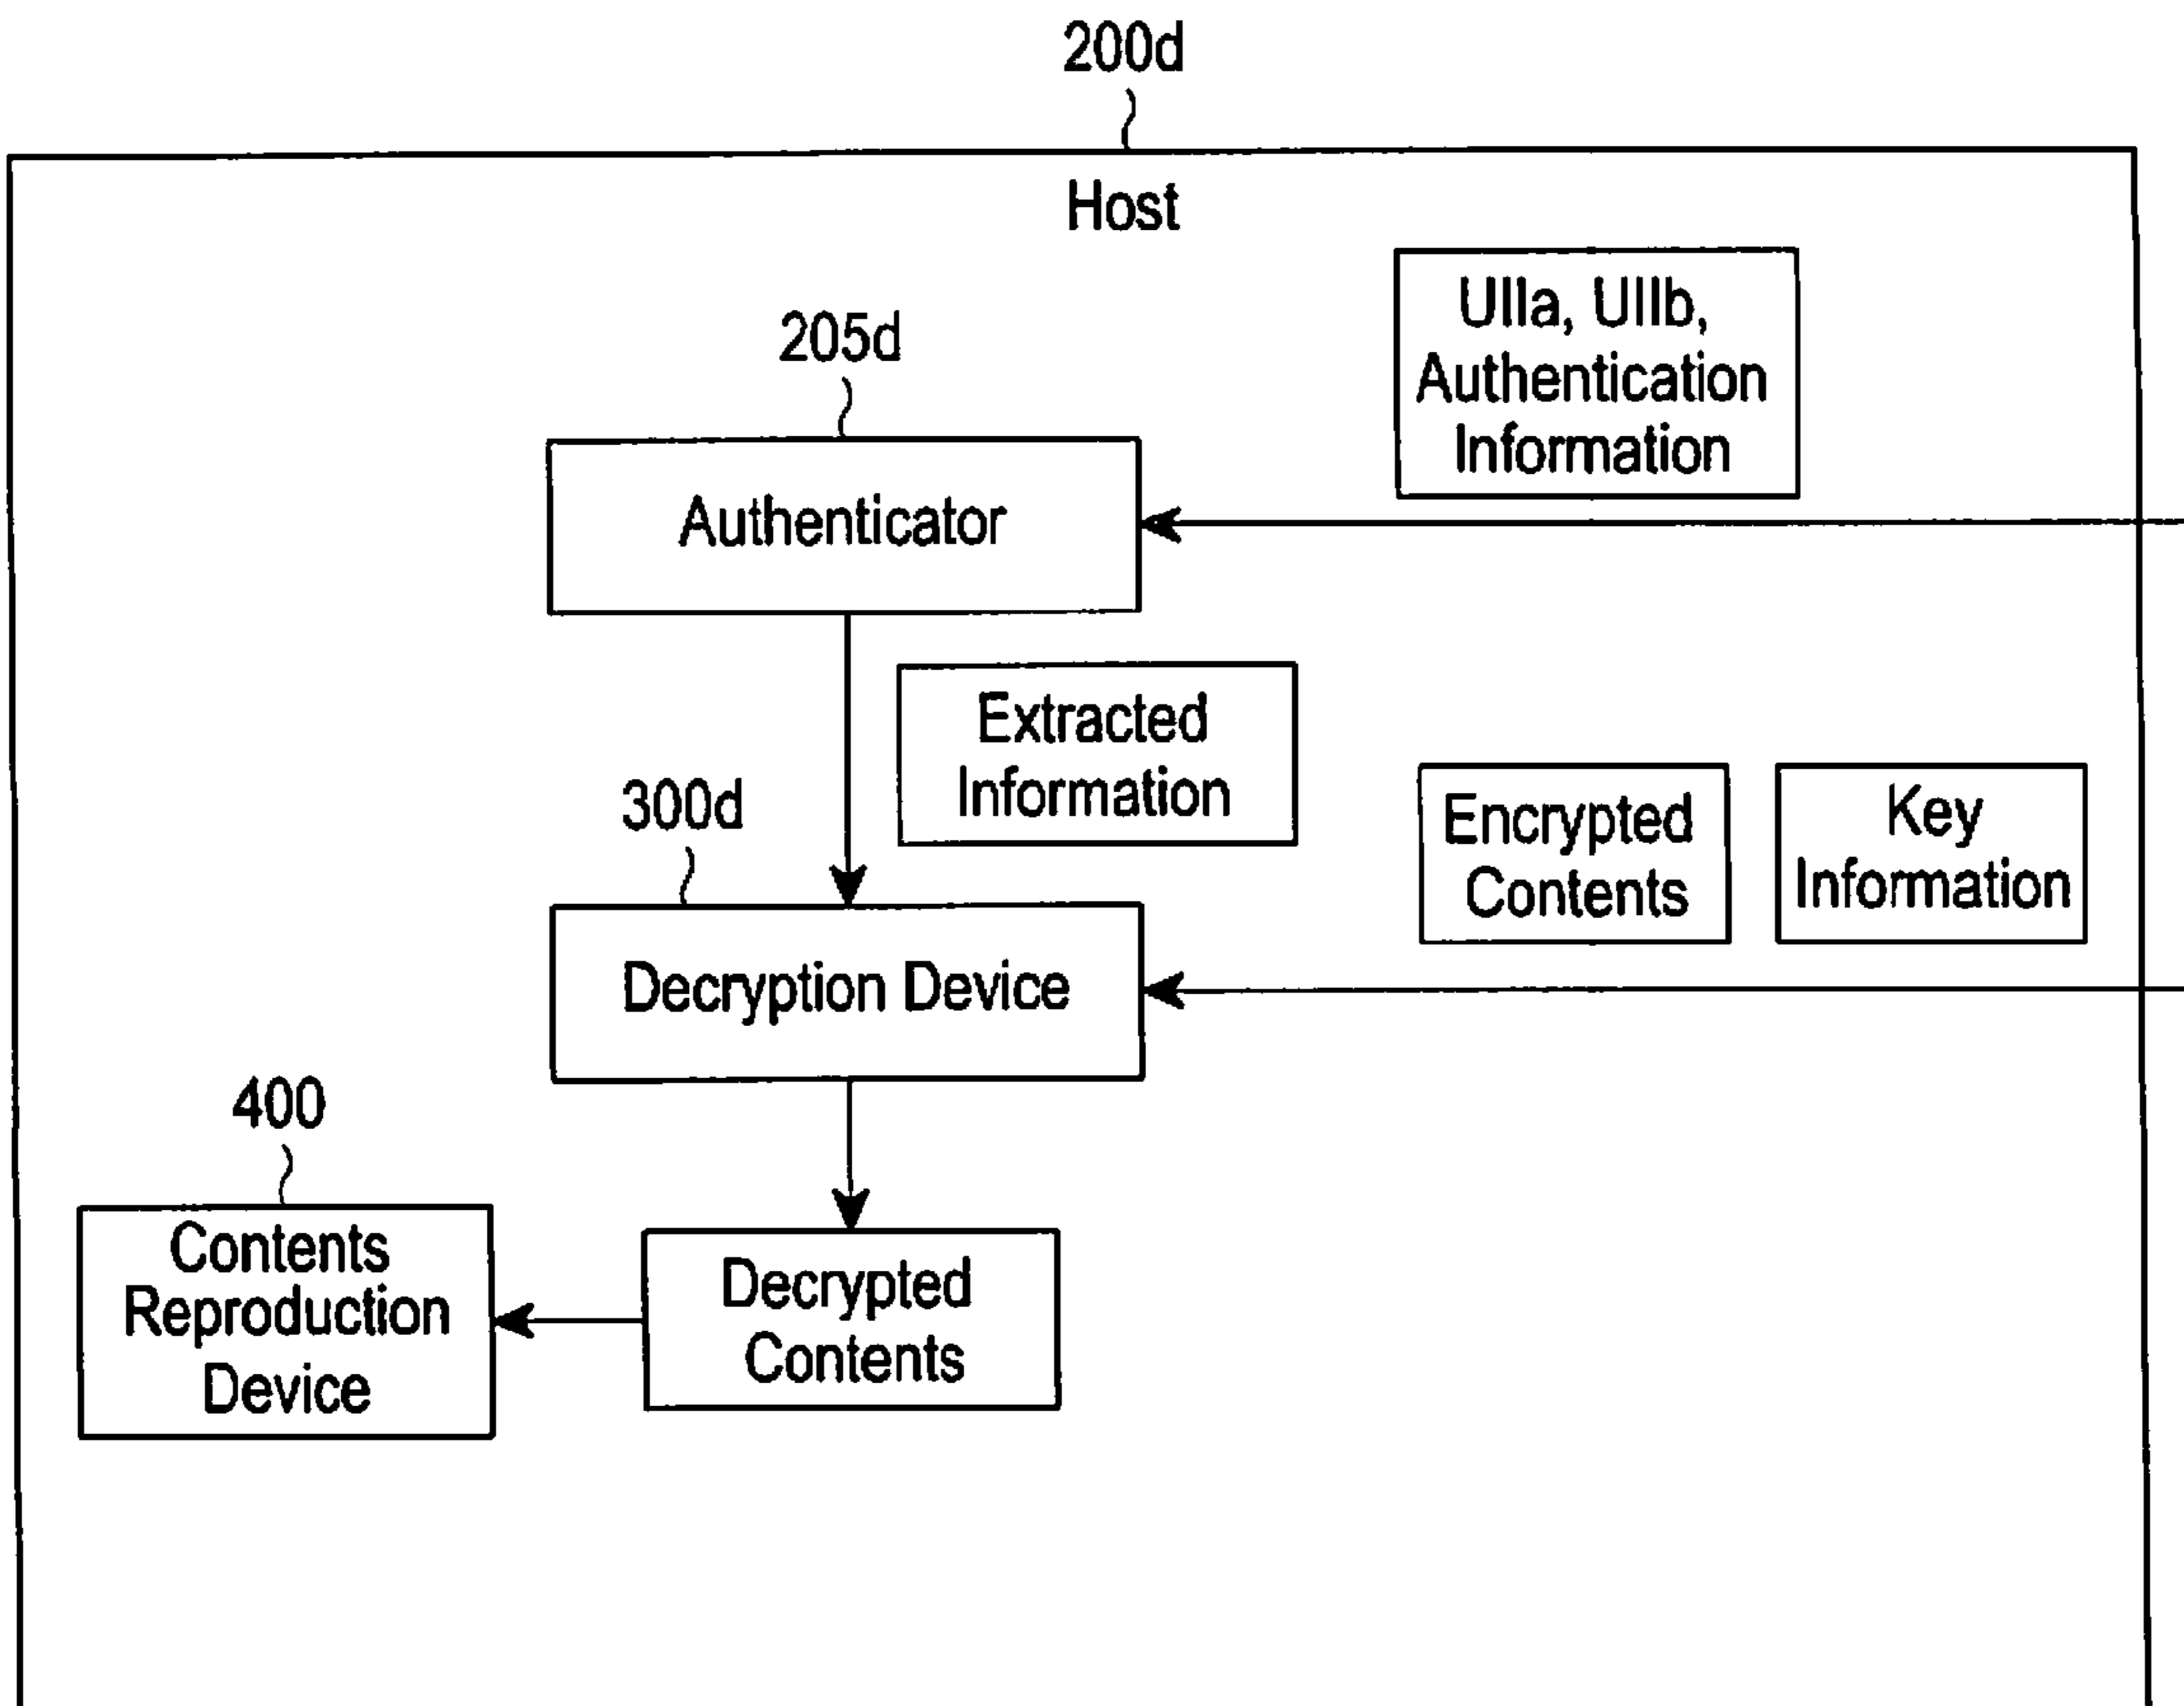 200d
Host
UIIa, UIIb,
Authentication
Information
205d
Authenticator
Extracted
Information
300d
Encrypted
Contents
Key
Information
Decryption Device
400
Contents
Reproduction
Device
Decrypted
Contents